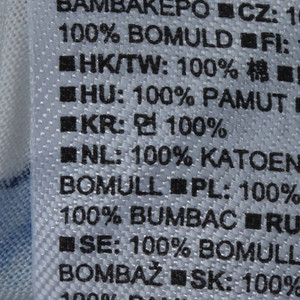 ΒΑΜΒΑΚΕΡΟ ■CZ: 1
100% BOMULD ■FI:
■HK/TW: 100% 棉 ■
■HU: 100% PAMUT
■KR: 면 100%
■NL: 100% KATOEN
BOMULL ■PL: 100%
100% BUMBAC ■RU
■SE: 100% BOMULL
BOMBAŽ ■SK: 100%